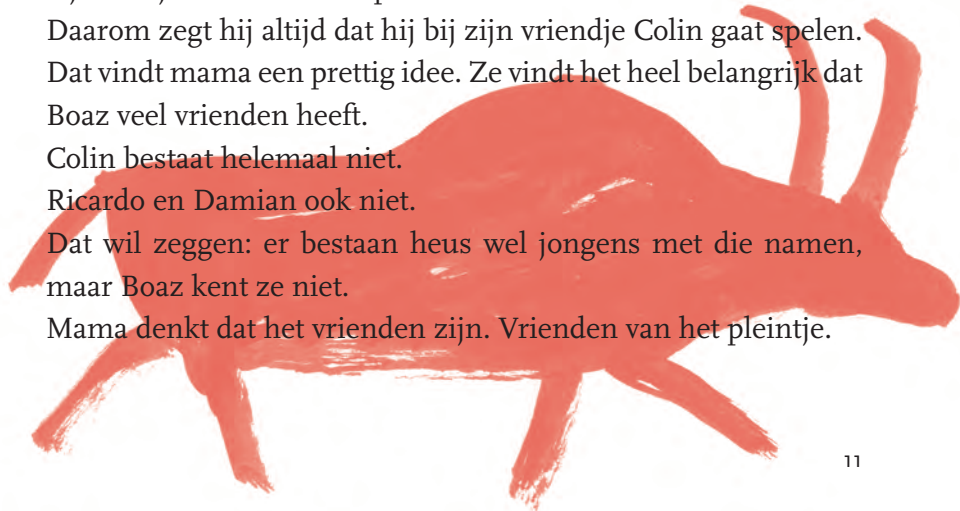 Daarom zegt hij altijd dat hij bij zijn vriendje Colin gaat spelen.
Dat vindt mama een prettig idee. Ze vindt het heel belangrijk dat
Boaz veel vrienden heeft.
Colin bestaat helemaal niet.
Ricardo en Damian ook niet.
Dat wil zeggen: er bestaan heus wel jongens met die namen,
maar Boaz kent ze niet.
Mama denkt dat het vrienden zijn. Vrienden van het pleintje.
11